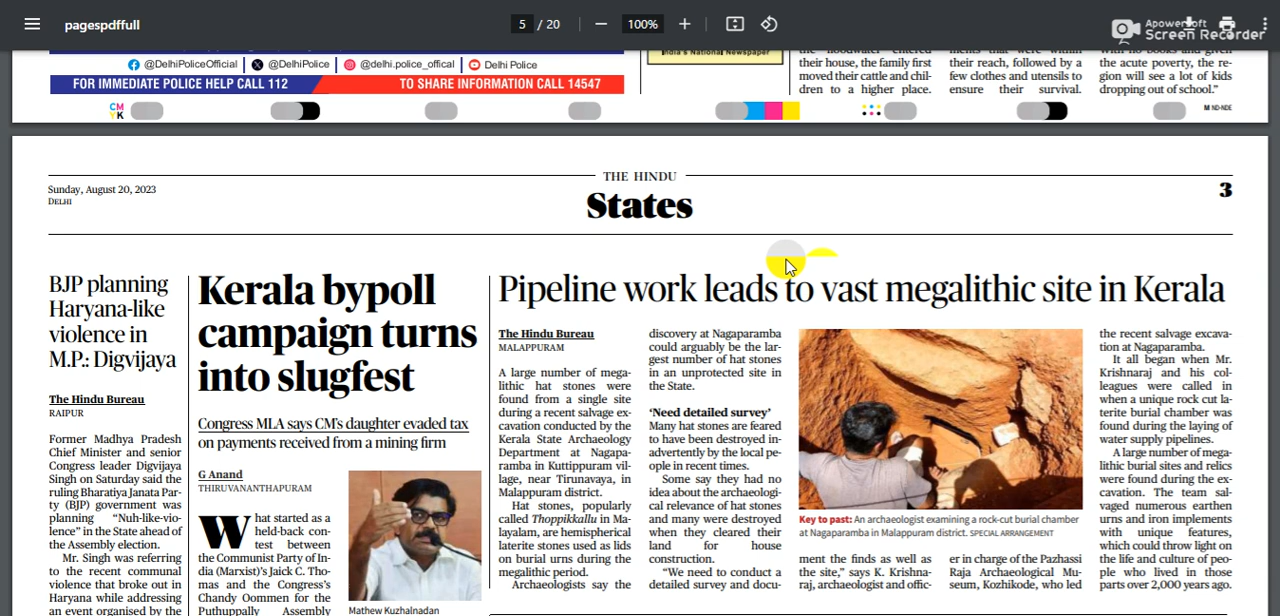 pagespdffull
5 / 20
100%
Apowersoft
Screen Recorder
@DelhiPoliceOfficial
@DelhiPolice
@delhi.police_offical
Delhi Police
FOR IMMEDIATE POLICE HELP CALL 112
TO SHARE INFORMATION CALL 14547
India's National Newspaper
their house, the family first
moved their cattle and chil-
dren to a higher place.
ments that were within
their reach, followed by a
few clothes and utensils to
ensure their survival.
With no books and given
the acute poverty, the re-
gion will see a lot of kids
dropping out of school."
CM
YK
M ND-NDE
THE HINDU
Sunday, August 20, 2023
DELHI
States
3
BJP planning
Haryana-like
violence in
M.P.: Digvijaya
The Hindu Bureau
RAIPUR
Former Madhya Pradesh
Chief Minister and senior
Congress leader Digvijaya
Singh on Saturday said the
ruling Bharatiya Janata Par-
ty (BJP) government was
planning "Nuh-like-vio-
lence" in the State ahead of
the Assembly election.
Mr. Singh was referring
to the recent communal
violence that broke out in
Haryana while addressing
an event organised by the
Kerala bypoll
campaign turns
into slugfest
Congress MLA says CM's daughter evaded tax
on payments received from a mining firm
G Anand
THIRUVANANTHAPURAM
What started as a
held-back con-
test between
the Communist Party of In-
dia (Marxist)'s Jaick C. Tho-
mas and the Congress's
Chandy Oommen for the
Puthuppally Assembly
Mathew Kuzhalnadan
Pipeline work leads to vast megalithic site in Kerala
The Hindu Bureau
MALAPPURAM
A large number of mega-
lithic hat stones were
found from a single site
during a recent salvage ex-
cavation conducted by the
Kerala State Archaeology
Department at Nagapa-
ramba in Kuttippuram vil-
lage, near Tirunavaya, in
Malappuram district.
Hat stones, popularly
called Thoppikkallu in Ma-
layalam, are hemispherical
laterite stones used as lids
on burial urns during the
megalithic period.
Archaeologists say the
discovery at Nagaparamba
could arguably be the lar-
gest number of hat stones
in an unprotected site in
the State.
'Need detailed survey'
Many hat stones are feared
to have been destroyed in-
advertently by the local pe-
ople in recent times.
Some say they had no
idea about the archaeologi-
cal relevance of hat stones
and many were destroyed
when they cleared their
land for house
construction.
"We need to conduct a
detailed survey and docu-
Key to past: An archaeologist examining a rock-cut burial chamber
at Nagaparamba in Malappuram district. SPECIAL ARRANGEMENT
ment the finds as well as
the site," says K. Krishna-
raj, archaeologist and offic-
er in charge of the Pazhassi
Raja Archaeological Mu-
seum, Kozhikode, who led
the recent salvage excava-
tion at Nagaparamba.
It all began when Mr.
Krishnaraj and his col-
leagues were called in
when a unique rock cut la-
terite burial chamber was
found during the laying of
water supply pipelines.
A large number of mega-
lithic burial sites and relics
were found during the ex-
cavation. The team sal-
vaged numerous earthen
urns and iron implements
with unique features,
which could throw light on
the life and culture of peo-
ple who lived in those
parts over 2,000 years ago.